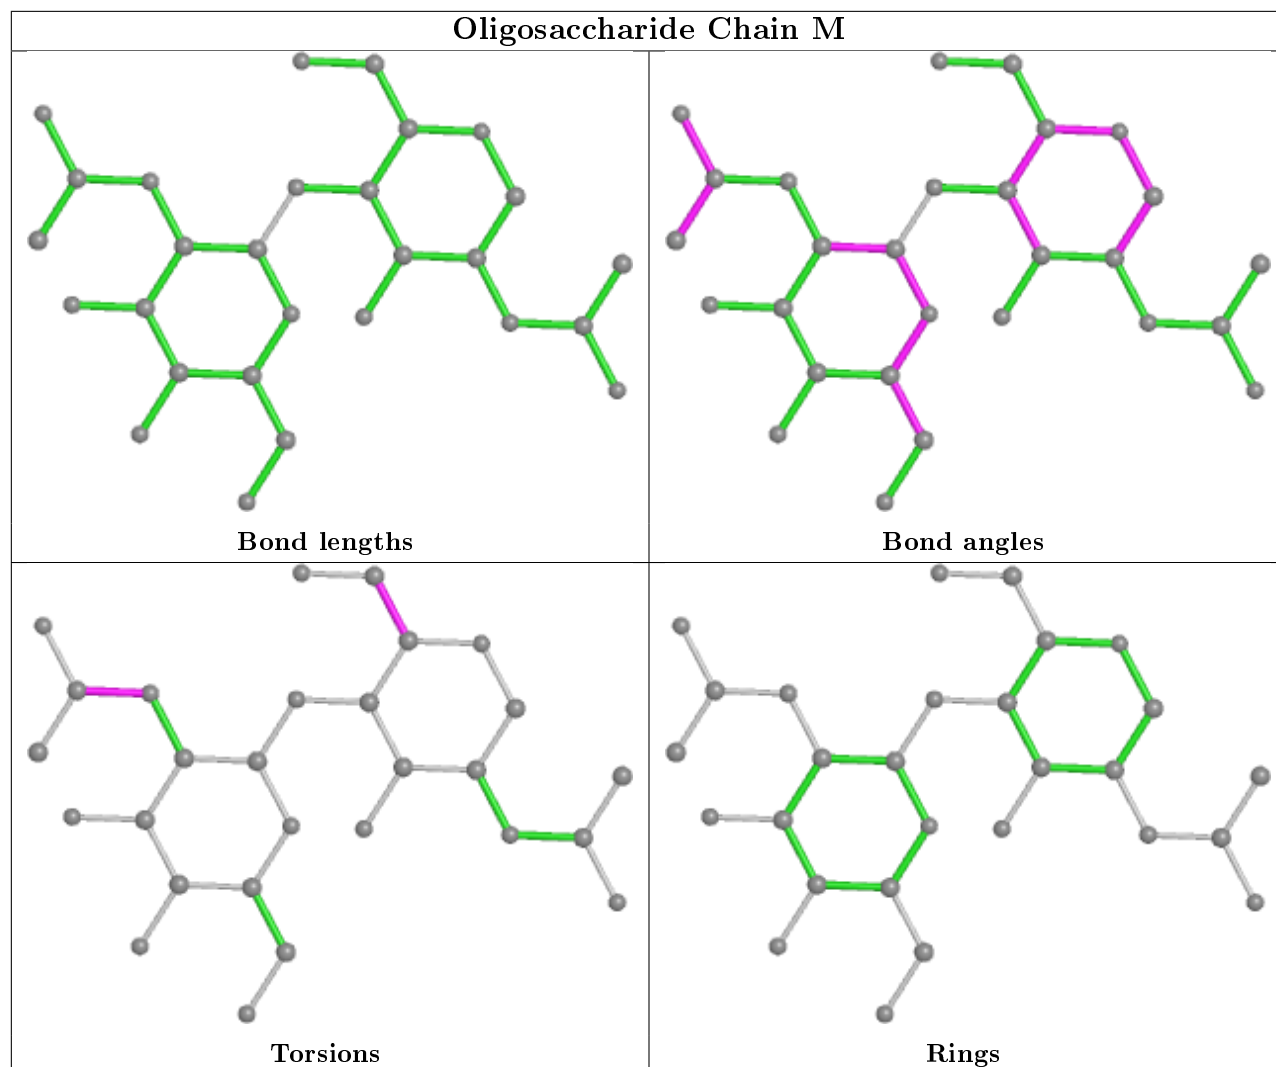 Oligosaccharide Chain M
Bond lengths
Bond angles
Torsions
Rings